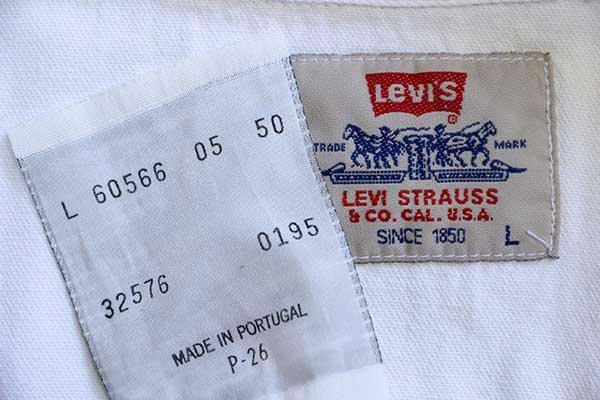 L 60566 05 50
0195
32576
MADE IN PORTUGAL
P-26
LEVI'S
®
TRADE MARK
LEVI STRAUSS
& CO. CAL. U.S.A.
SINCE 1850 L